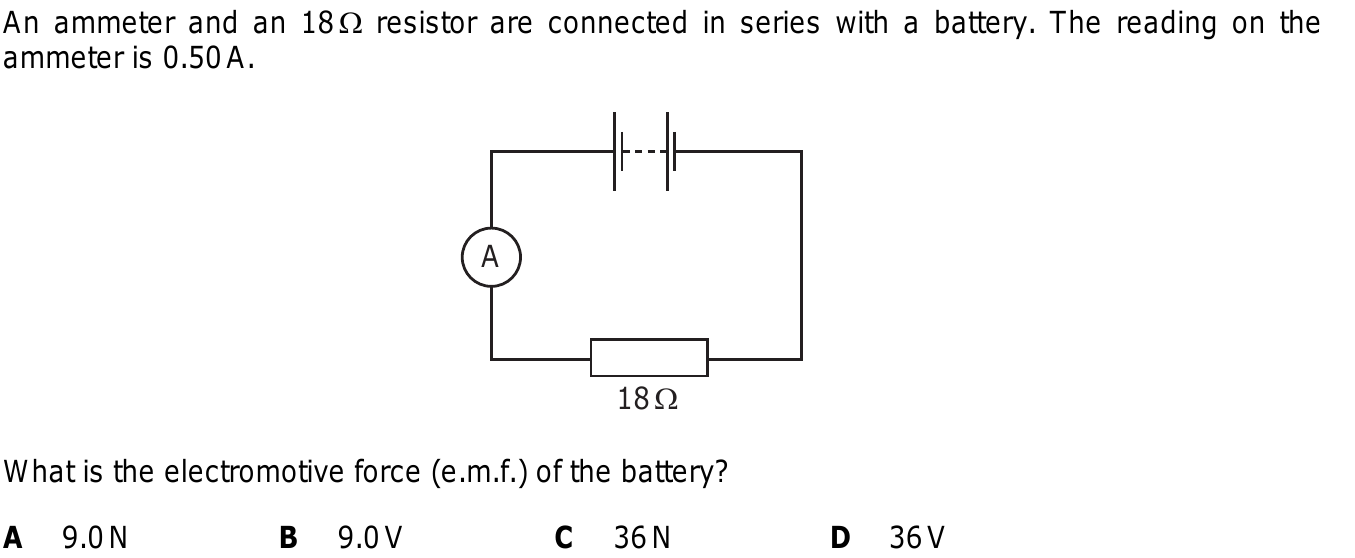 An ammeter and an 18 Ω resistor are connected in series with a battery. The reading on the
ammeter is 0.50 A.
A
18 Ω
What is the electromotive force (e.m.f.) of the battery?
A 9.0 N B 9.0 V C 36 N D 36 V